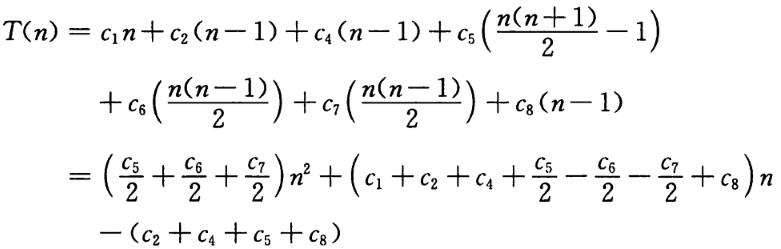 T(n) = c₁n + c₂(n − 1) + c₄(n − 1) + c₅(n(n + 1)/2 − 1)
+ c₆(n(n − 1)/2) + c₇(n(n − 1)/2) + c₈(n − 1)
= (c₅/2 + c₆/2 + c₇/2)n² + (c₁ + c₂ + c₄ + c₅/2 − c₆/2 − c₇/2 + c₈)n
− (c₂ + c₄ + c₅ + c₈)